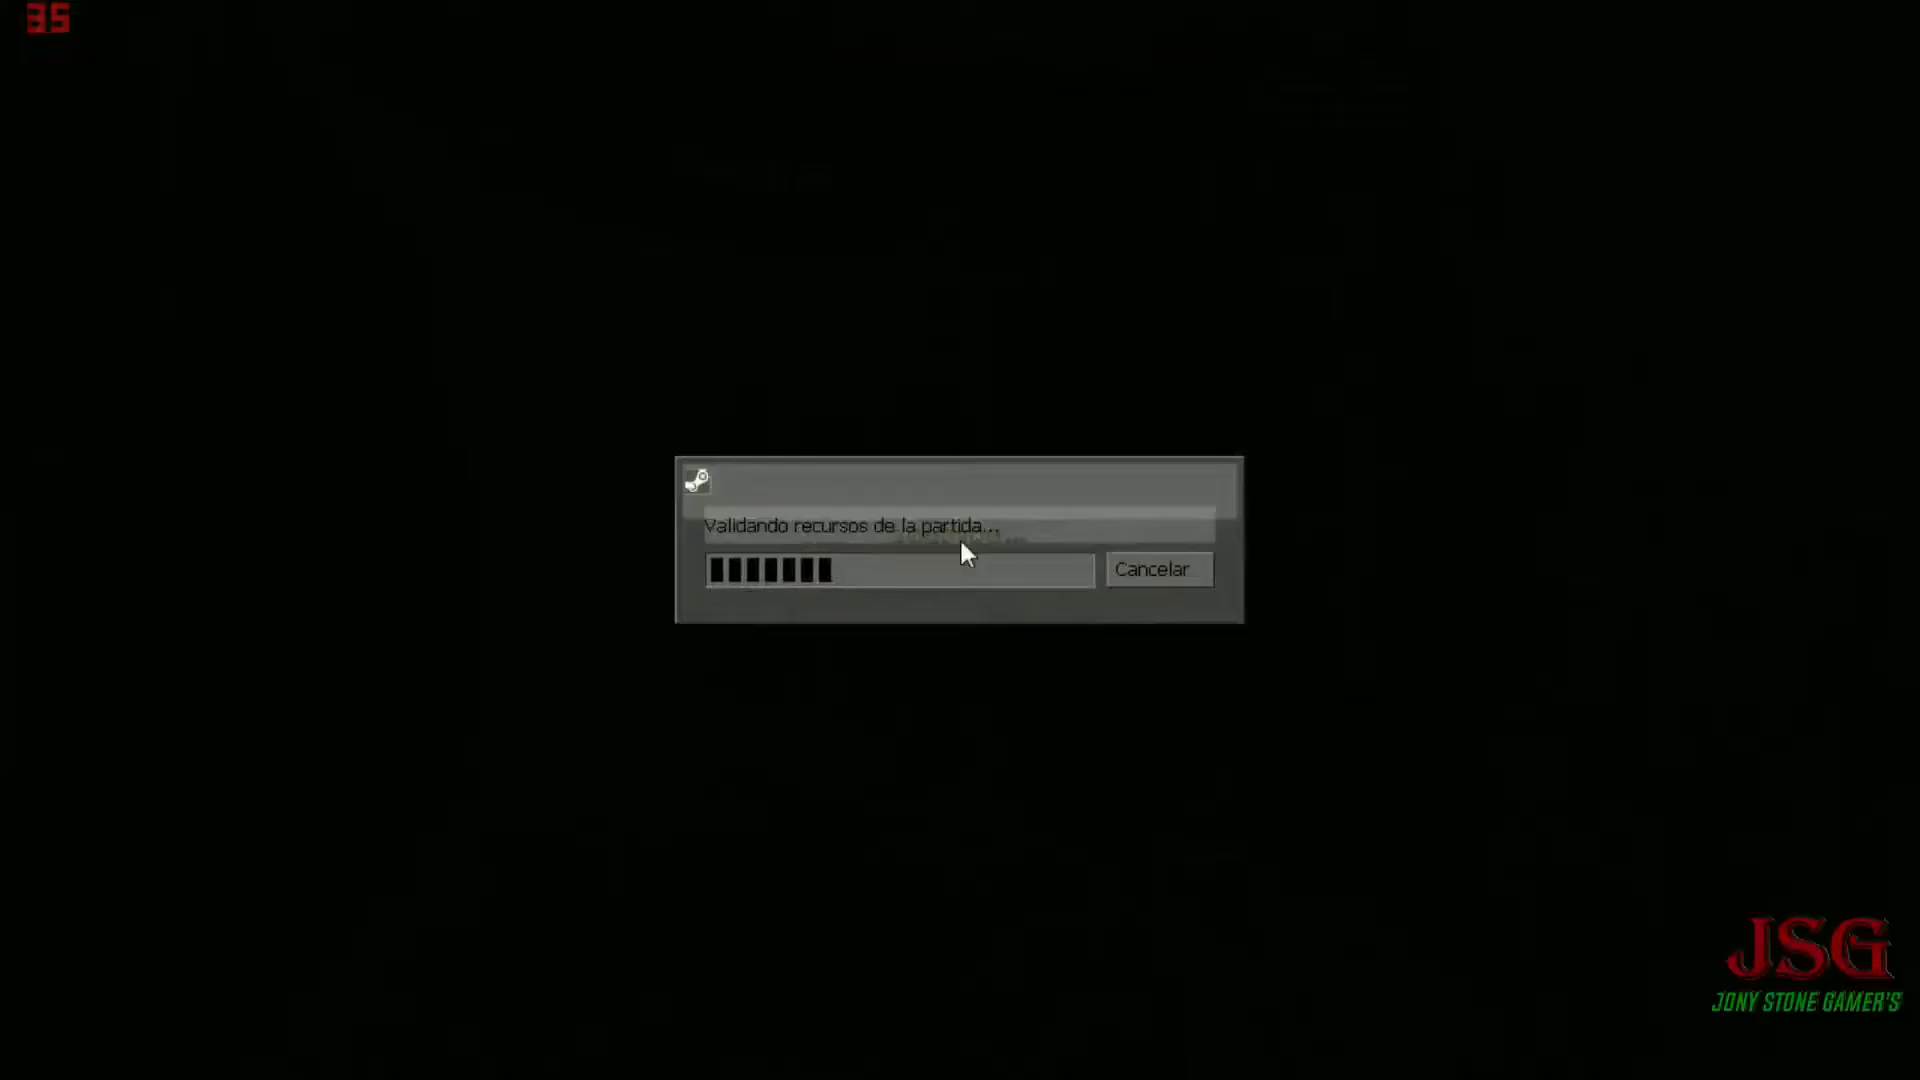 35
Validando recursos de la partida...
Cancelar
JSG
JONY STONE GAMER'S